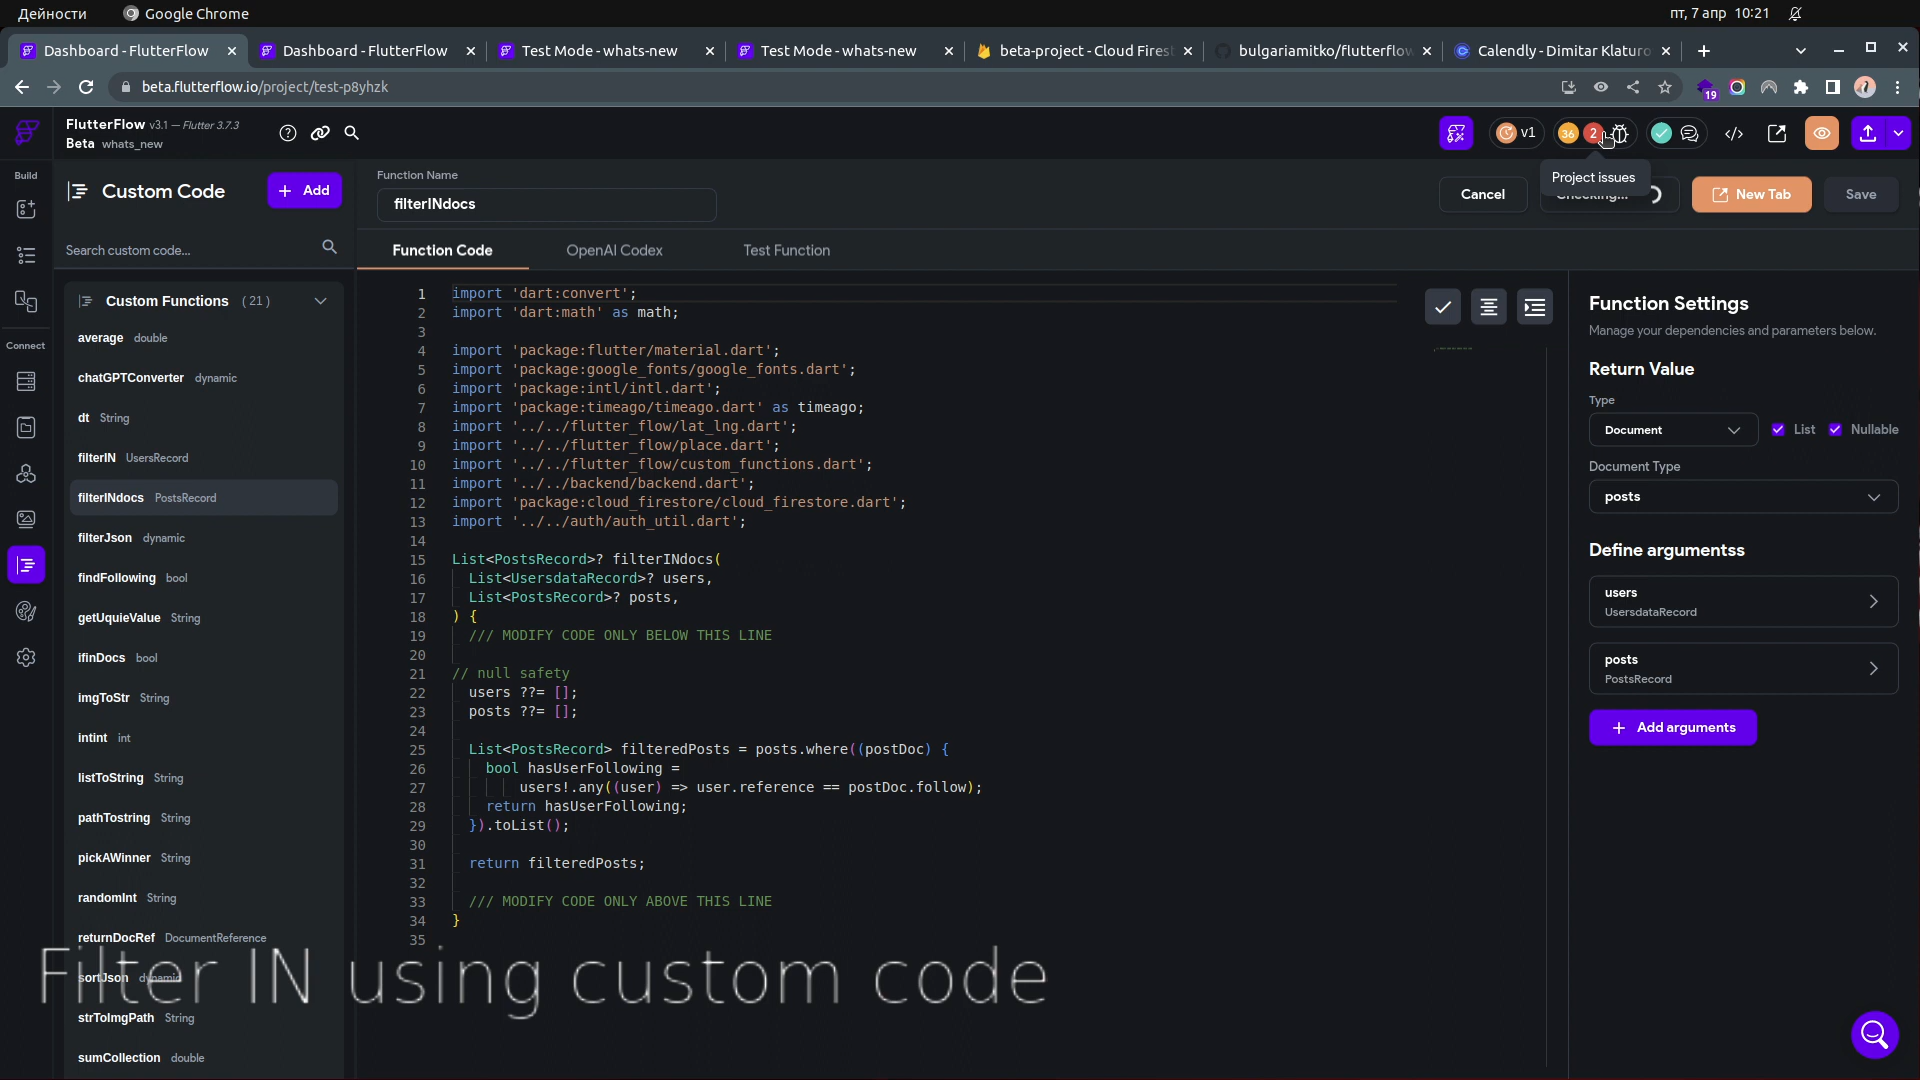 Дейности
Google Chrome
пт, 7 апр 10:21
Dashboard - FlutterFlow
Dashboard - FlutterFlow
Test Mode - whats-new
Test Mode - whats-new
beta-project - Cloud Fires
bulgariamitko/flutterflow
Calendly - Dimitar Klaturo
beta.flutterflow.io/project/test-p8yhzk
19
FlutterFlow v3.1 — Flutter 3.7.3
Beta whats_new
v1
36
2
Project issues
Build
Connect
Custom Code
+ Add
Search custom code...
Custom Functions (21)
average double
chatGPTConverter dynamic
dt String
filterIN UsersRecord
filterINdocs PostsRecord
filterJson dynamic
findFollowing bool
getUquieValue String
ifinDocs bool
imgToStr String
intint int
listToString String
pathTostring String
pickAWinner String
randomInt String
returnDocRef DocumentReference
sortJson dynamic
strToImgPath String
sumCollection double
Function Name
filterINdocs
Cancel
Checking...
New Tab
Save
Function Code
OpenAI Codex
Test Function
1 import 'dart:convert';
2 import 'dart:math' as math;
3
4 import 'package:flutter/material.dart';
5 import 'package:google_fonts/google_fonts.dart';
6 import 'package:intl/intl.dart';
7 import 'package:timeago/timeago.dart' as timeago;
8 import '../../flutter_flow/lat_lng.dart';
9 import '../../flutter_flow/place.dart';
10 import '../../flutter_flow/custom_functions.dart';
11 import '../../backend/backend.dart';
12 import 'package:cloud_firestore/cloud_firestore.dart';
13 import '../../auth/auth_util.dart';
14
15 List<PostsRecord>? filterINdocs(
16 List<UsersdataRecord>? users,
17 List<PostsRecord>? posts,
18 ) {
19 /// MODIFY CODE ONLY BELOW THIS LINE
20
21 // null safety
22 users ??= [];
23 posts ??= [];
24
25 List<PostsRecord> filteredPosts = posts.where((postDoc) {
26 bool hasUserFollowing =
27 users!.any((user) => user.reference == postDoc.follow);
28 return hasUserFollowing;
29 }).toList();
30
31 return filteredPosts;
32
33 /// MODIFY CODE ONLY ABOVE THIS LINE
34 }
35
Function Settings
Manage your dependencies and parameters below.
Return Value
Type
Document
List
Nullable
Document Type
posts
Define argumentss
users
UsersdataRecord
posts
PostsRecord
+ Add arguments
Filter IN using custom code